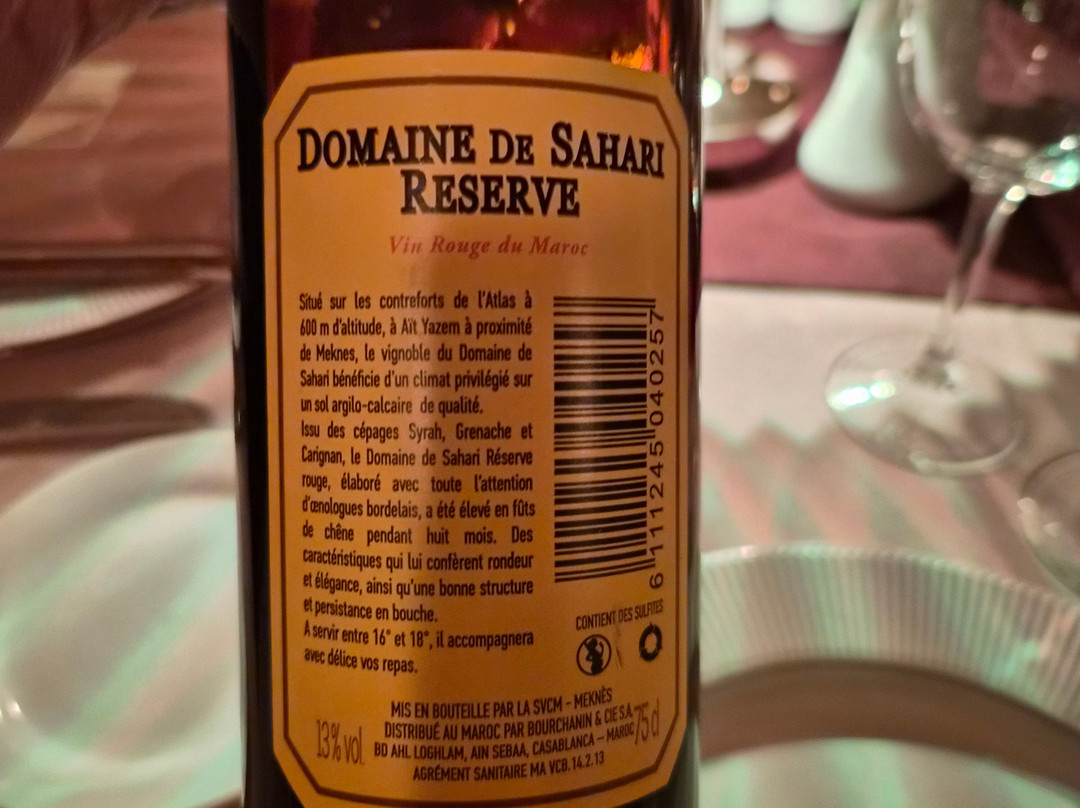 DOMAINE DE SAHARI
RESERVE
Vin Rouge du Maroc
Situé sur les contreforts de l'Atlas à
600 m d'altitude, à Aït Yazem à proximité
de Meknes, le vignoble du Domaine de
Sahari bénéficie d'un climat privilégié sur
un sol argilo-calcaire de qualité.
Issu des cépages Syrah, Grenache et
Carignan, le Domaine de Sahari Réserve
rouge, élaboré avec toute l'attention
d'œnologues bordelais, a été élevé en fûts
de chêne pendant huit mois. Des
caractéristiques qui lui confèrent rondeur
et élégance, ainsi qu'une bonne structure
et persistance en bouche.
A servir entre 16° et 18°, il accompagnera
avec délice vos repas.
6 111245 040257
CONTIENT DES SULFITES
MIS EN BOUTEILLE PAR LA SVCM - MEKNÈS
DISTRIBUÉ AU MAROC PAR BOURCHANIN & CIE S.A.
BD AHL LOGHLAM, AIN SEBAA, CASABLANCA – MAROC
AGRÉMENT SANITAIRE MA VCB.14.2.13
13% vol.
75 cl